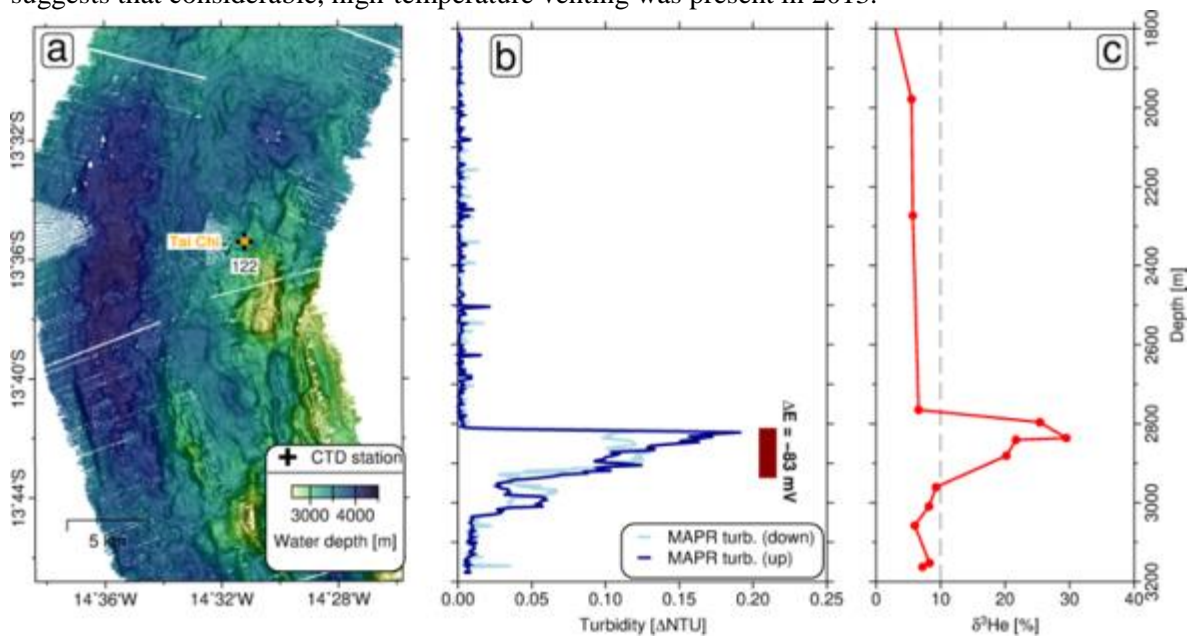 suggests that considerable, high-temperature venting was present in 2013.
a
b
c
13˚32'S
13˚36'S
13˚40'S
13˚44'S
Tai Chi
122
CTD station
3000 4000
Water depth [m]
5 km
14˚36'W 14˚32'W 14˚28'W
ΔE = −83 mV
MAPR turb. (down)
MAPR turb. (up)
0.00 0.05 0.10 0.15 0.20 0.25
Turbidity [ΔNTU]
1800
2000
2200
2400
2600
2800
3000
3200
Depth [m]
0 10 20 30 40
δ³He [%]